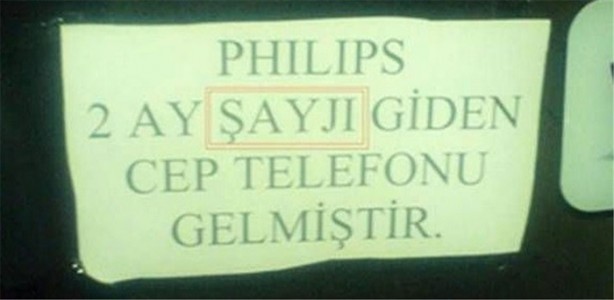 PHILIPS
2 AY ŞAYJI GİDEN
CEP TELEFONU
GELMİŞTİR.